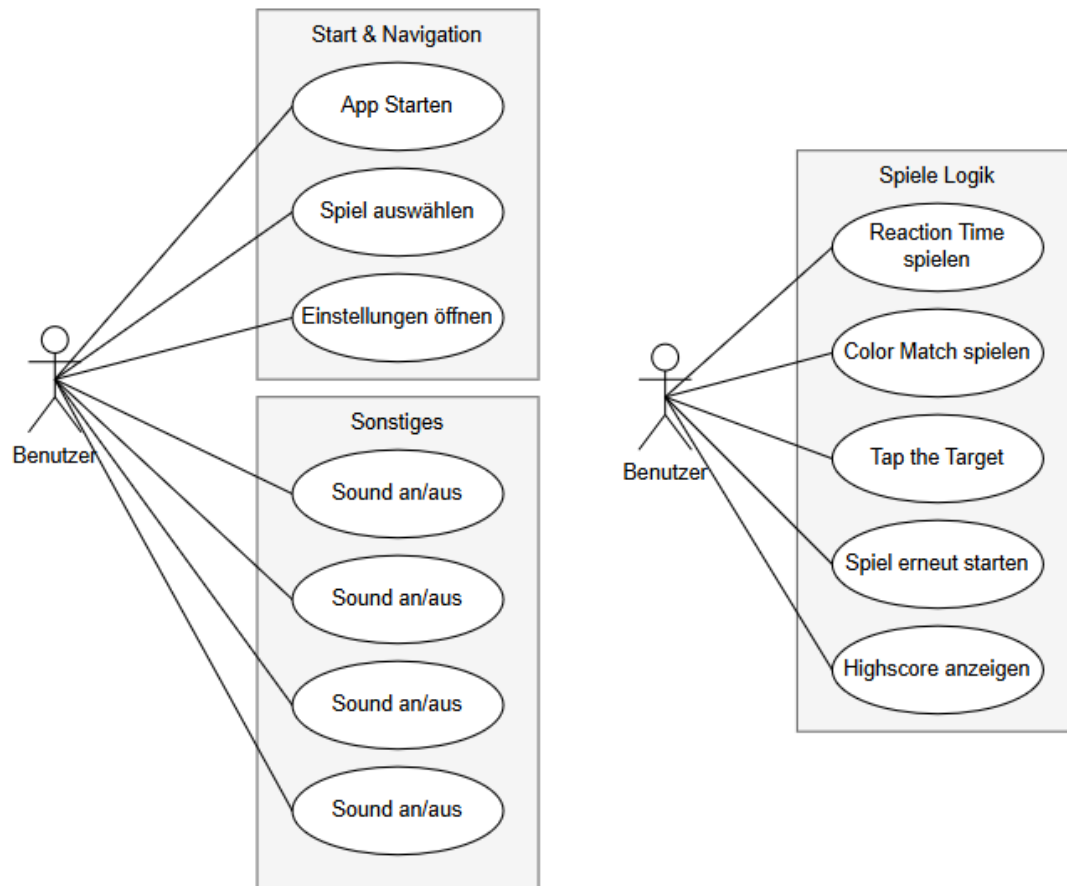 Start & Navigation
App Starten
Spiel auswählen
Einstellungen öffnen
Benutzer
Sonstiges
Sound an/aus
Sound an/aus
Sound an/aus
Sound an/aus
Spiele Logik
Reaction Time
spielen
Color Match spielen
Tap the Target
Benutzer
Spiel erneut starten
Highscore anzeigen